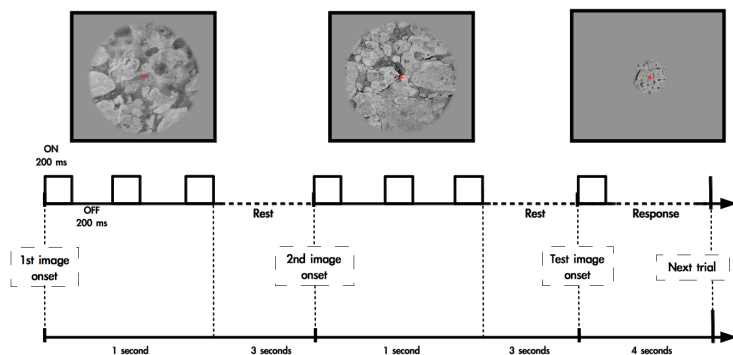 ON
200 ms
OFF
200 ms
Rest
Rest
Response
1st image
onset
2nd image
onset
Test image
onset
Next trial
1 second
3 seconds
1 second
3 seconds
4 seconds